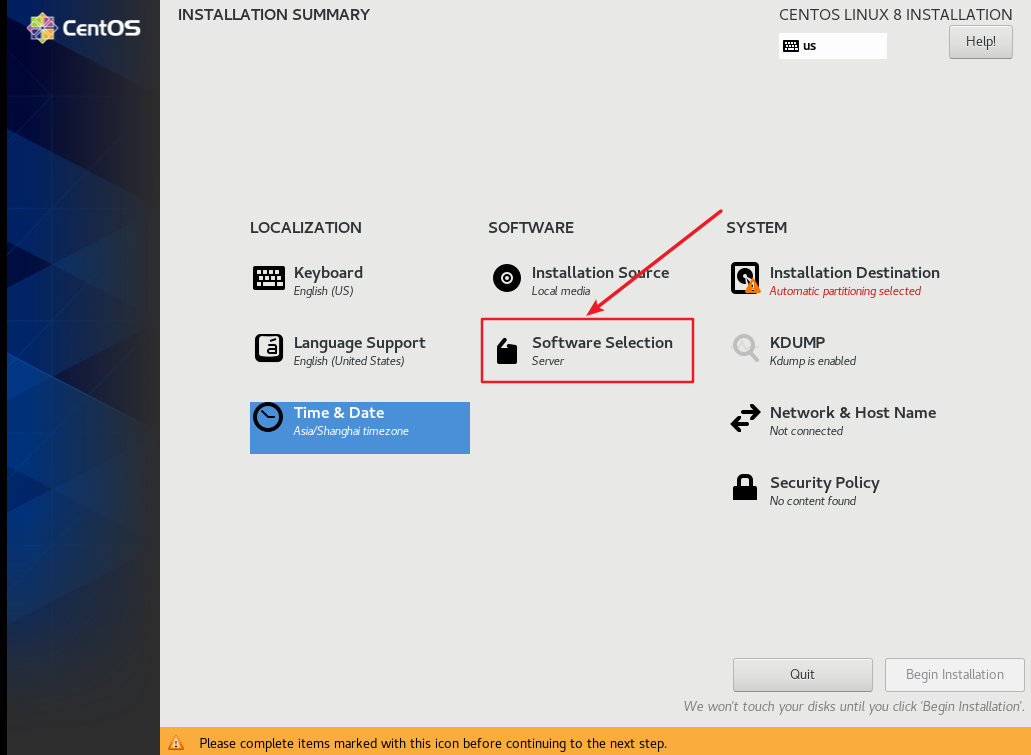 CentOS
INSTALLATION SUMMARY
CENTOS LINUX 8 INSTALLATION
us
Help!
LOCALIZATION
Keyboard
English (US)
Language Support
English (United States)
Time & Date
Asia/Shanghai timezone
SOFTWARE
Installation Source
Local media
Software Selection
Server
SYSTEM
Installation Destination
Automatic partitioning selected
KDUMP
Kdump is enabled
Network & Host Name
Not connected
Security Policy
No content found
Quit
Begin Installation
We won't touch your disks until you click 'Begin Installation'.
Please complete items marked with this icon before continuing to the next step.